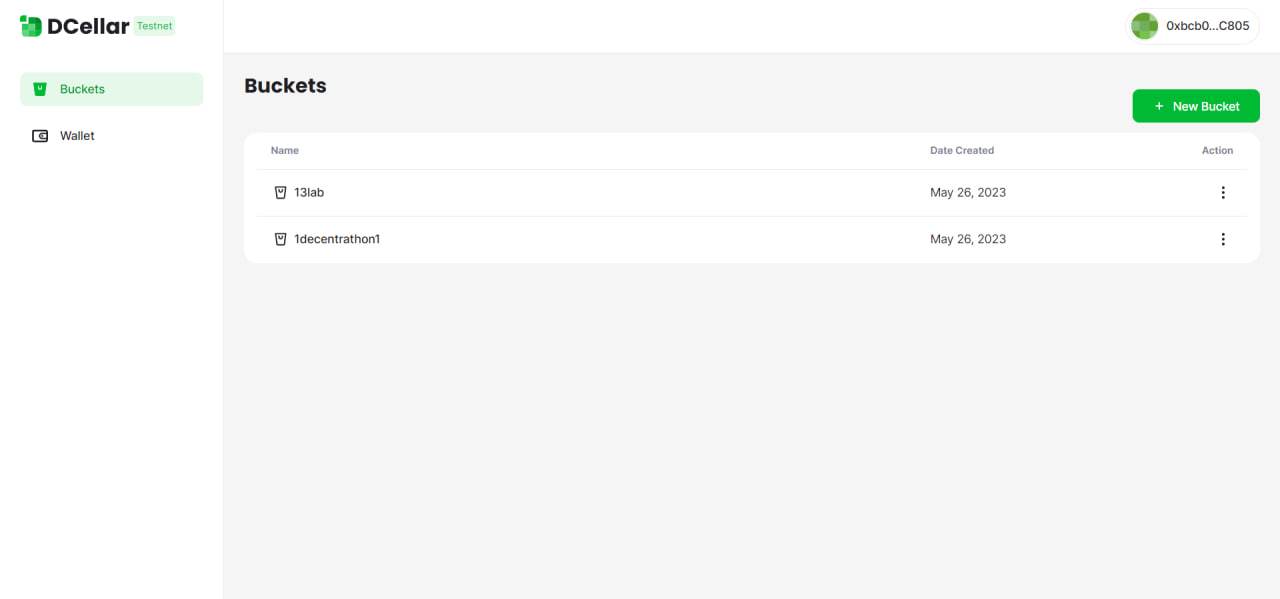 DCellar Testnet
0xbcb0...C805
Buckets
Wallet
Buckets
+ New Bucket
Name Date Created Action
13lab May 26, 2023
1decentrathon1 May 26, 2023